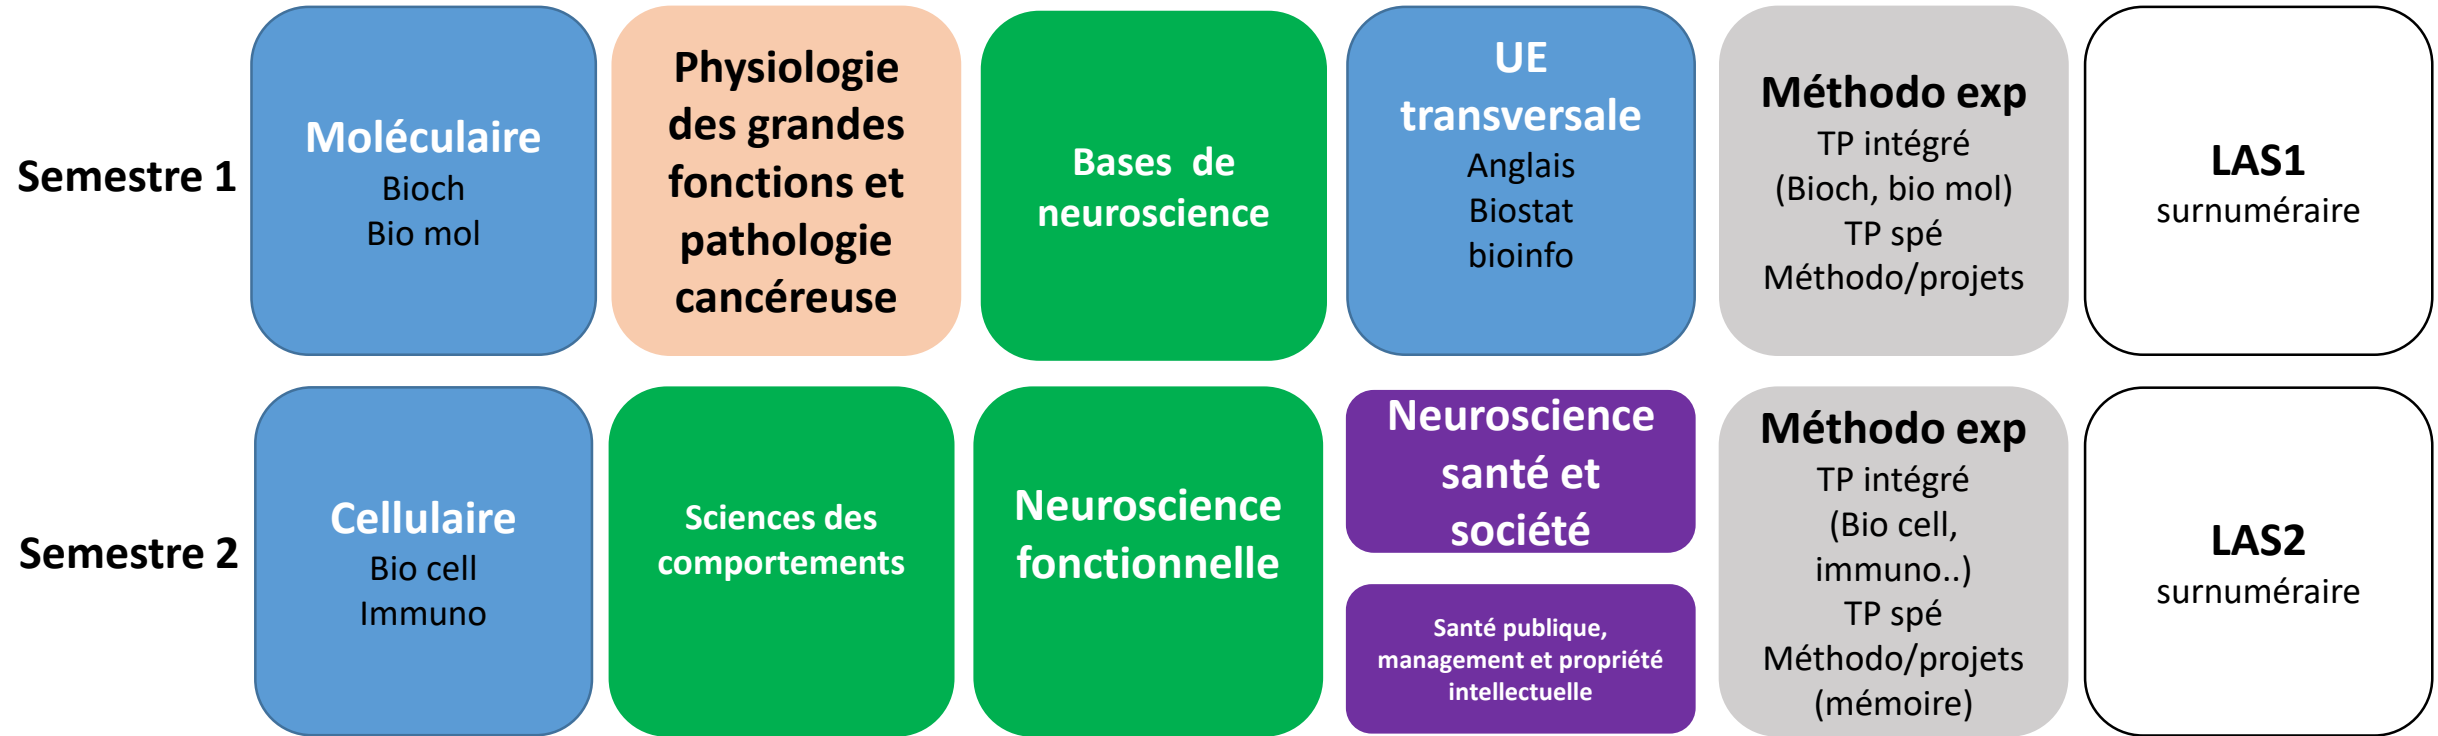 Semestre 1
Moléculaire
Bioch
Bio mol
Physiologie
des grandes
fonctions et
pathologie
cancéreuse
Bases de
neuroscience
UE
transversale
Anglais
Biostat
bioinfo
Méthodo exp
TP intégré
(Bioch, bio mol)
TP spé
Méthodo/projets
LAS1
surnuméraire
Semestre 2
Cellulaire
Bio cell
Immuno
Sciences des
comportements
Neuroscience
fonctionnelle
Neuroscience
santé et
société
Santé publique,
management et propriété
intellectuelle
Méthodo exp
TP intégré
(Bio cell,
immuno..)
TP spé
Méthodo/projets
(mémoire)
LAS2
surnuméraire